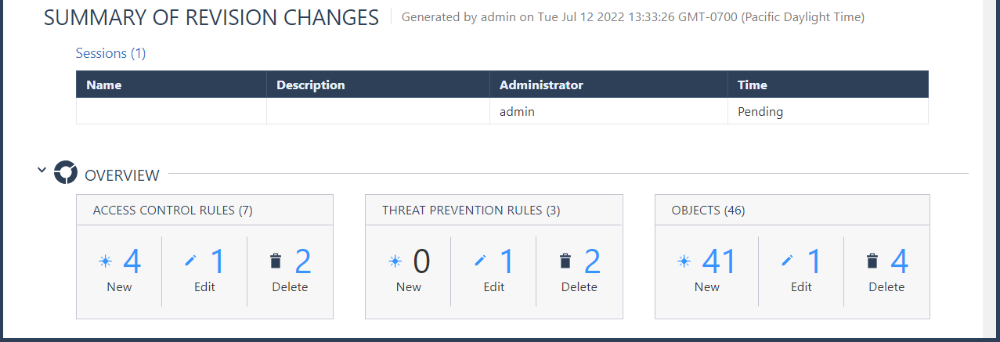 SUMMARY OF REVISION CHANGES Generated by admin on Tue Jul 12 2022 13:33:26 GMT-0700 (Pacific Daylight Time)
Sessions (1)
Name Description Administrator Time
admin Pending
OVERVIEW
ACCESS CONTROL RULES (7) THREAT PREVENTION RULES (3) OBJECTS (46)
4 1 2 0 1 2 41 1 4
New Edit Delete New Edit Delete New Edit Delete